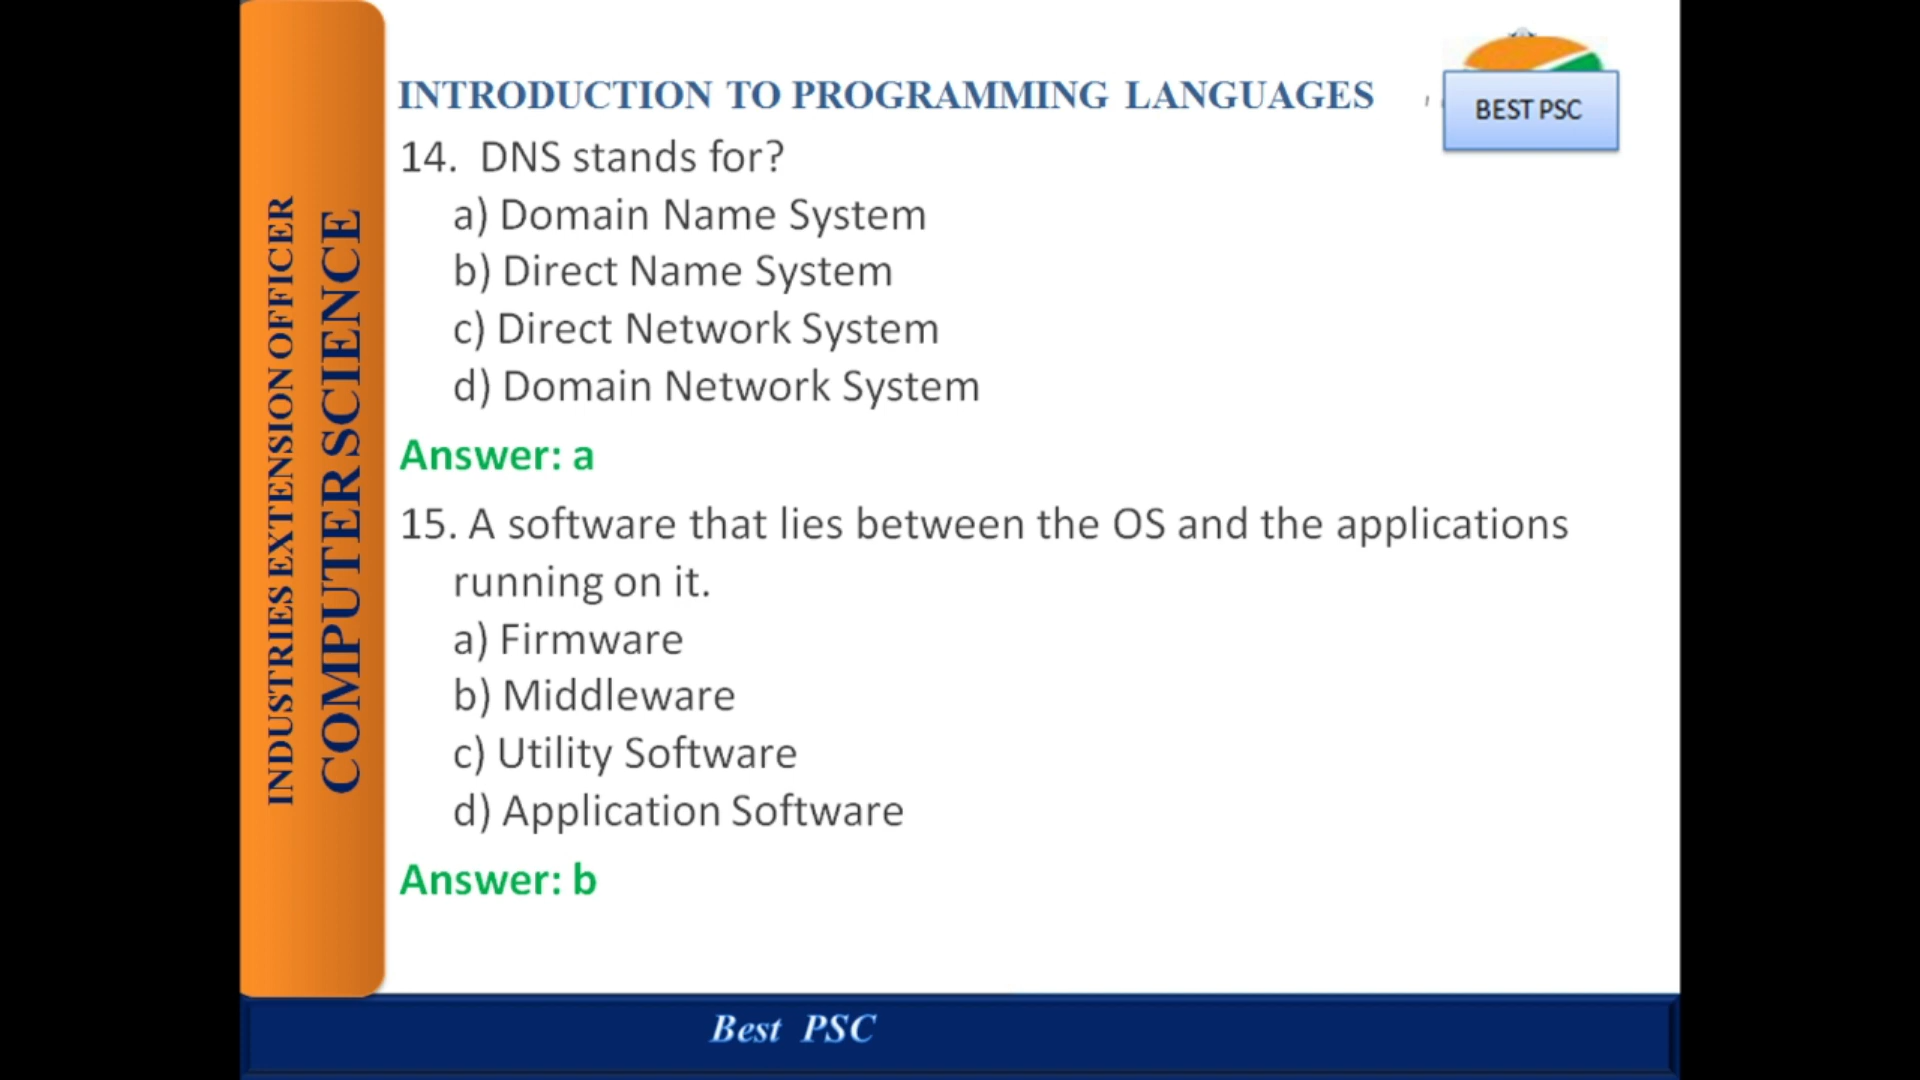 INTRODUCTION TO PROGRAMMING LANGUAGES
BEST PSC
14. DNS stands for?
a) Domain Name System
b) Direct Name System
c) Direct Network System
d) Domain Network System
Answer: a
15. A software that lies between the OS and the applications
running on it.
a) Firmware
b) Middleware
c) Utility Software
d) Application Software
Answer: b
INDUSTRIES EXTENSION OFFICER
COMPUTER SCIENCE
Best PSC